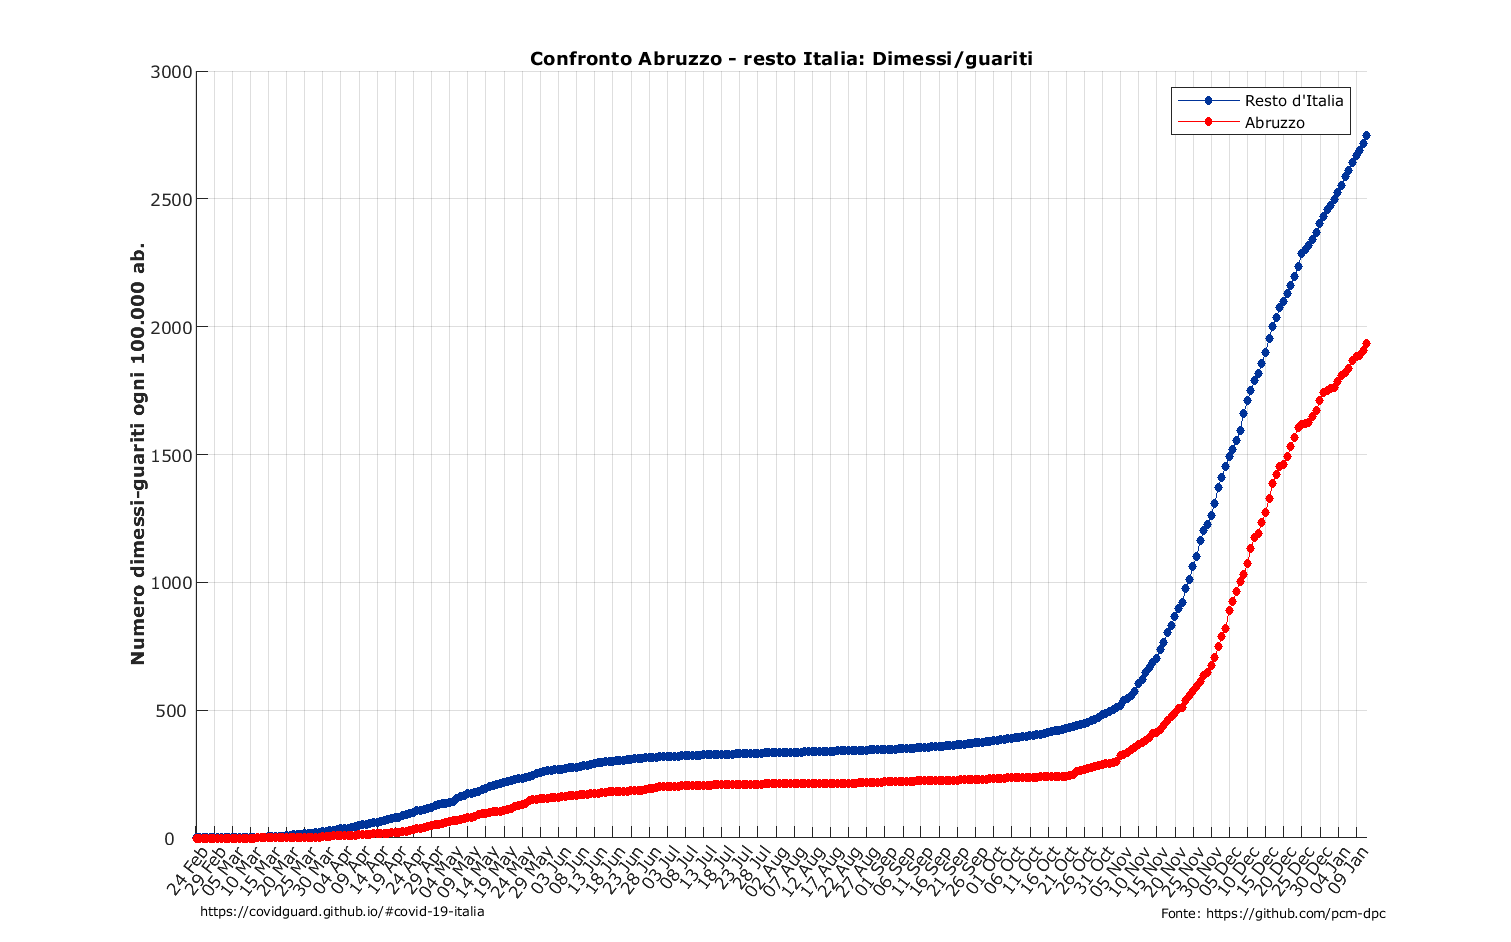 Confronto Abruzzo - resto Italia: Dimessi/guariti
Resto d'Italia
Abruzzo
Numero dimessi-guariti ogni 100.000 ab.
3000
2500
2000
1500
1000
500
0
24 Feb
29 Feb
05 Mar
10 Mar
15 Mar
20 Mar
25 Mar
30 Mar
04 Apr
09 Apr
14 Apr
19 Apr
24 Apr
29 Apr
04 May
09 May
14 May
19 May
24 May
29 May
03 Jun
08 Jun
13 Jun
18 Jun
23 Jun
28 Jun
03 Jul
08 Jul
13 Jul
18 Jul
23 Jul
28 Jul
02 Aug
07 Aug
12 Aug
17 Aug
22 Aug
27 Aug
01 Sep
06 Sep
11 Sep
16 Sep
21 Sep
26 Sep
01 Oct
06 Oct
11 Oct
16 Oct
21 Oct
26 Oct
31 Oct
05 Nov
10 Nov
15 Nov
20 Nov
25 Nov
30 Nov
05 Dec
10 Dec
15 Dec
20 Dec
25 Dec
30 Dec
04 Jan
09 Jan
https://covidguard.github.io/#covid-19-italia
Fonte: https://github.com/pcm-dpc